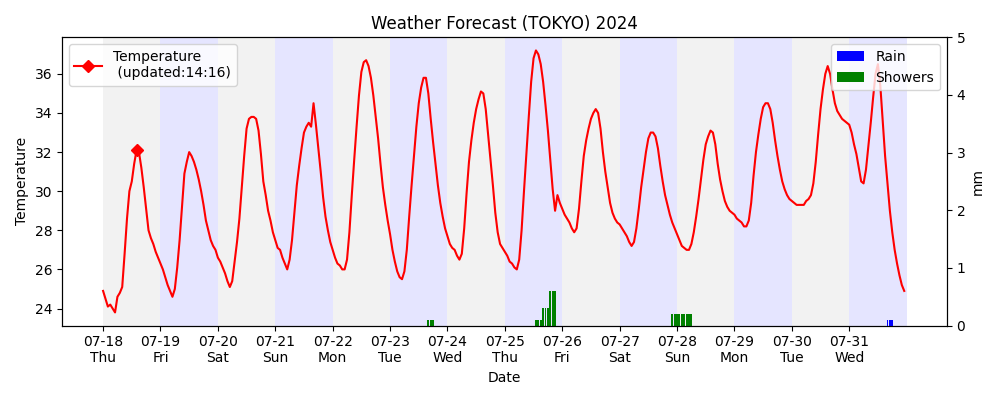 Weather Forecast (TOKYO) 2024
Temperature
(updated:14:16)
Rain
Showers
Temperature
36
34
32
30
28
26
24
5
4
3
2
1
0
mm
07-18 07-19 07-20 07-21 07-22 07-23 07-24 07-25 07-26 07-27 07-28 07-29 07-30 07-31
Thu Fri Sat Sun Mon Tue Wed Thu Fri Sat Sun Mon Tue Wed
Date